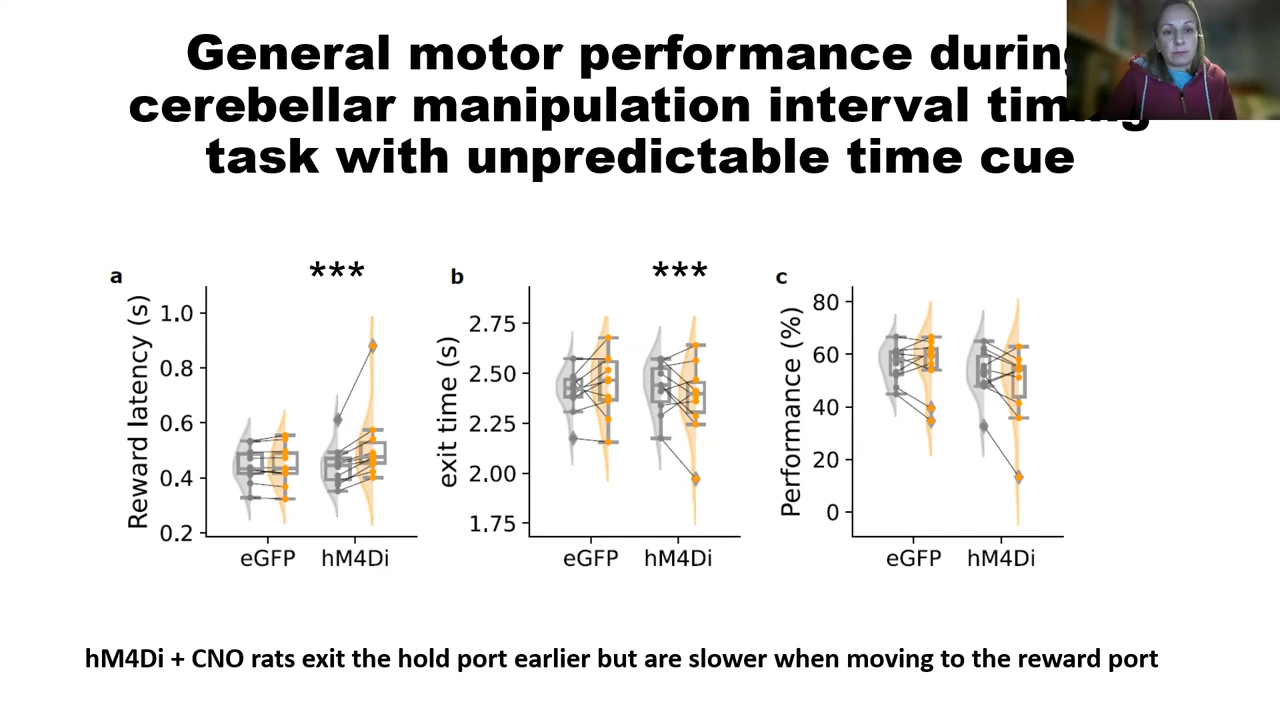 General motor performance during
cerebellar manipulation interval timing
task with unpredictable time cue
a
***
Reward latency (s)
1.0
0.8
0.6
0.4
0.2
eGFP hM4Di
b
***
exit time (s)
2.75
2.50
2.25
2.00
1.75
eGFP hM4Di
c
Performance (%)
80
60
40
20
0
eGFP hM4Di
hM4Di + CNO rats exit the hold port earlier but are slower when moving to the reward port